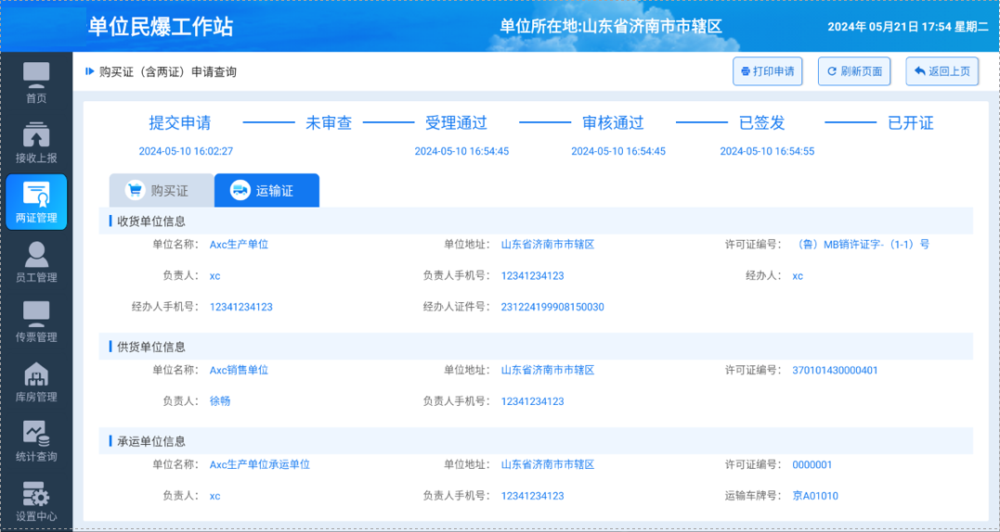 单位民爆工作站
单位所在地:山东省济南市市辖区
2024年 05月21日 17:54 星期二
首页
接收上报
两证管理
员工管理
传票管理
库房管理
统计查询
设置中心
购买证（含两证）申请查询
打印申请
刷新页面
返回上页
提交申请 未审查 受理通过 审核通过 已签发 已开证
2024-05-10 16:02:27 2024-05-10 16:54:45 2024-05-10 16:54:45 2024-05-10 16:54:55
购买证 运输证
收货单位信息
单位名称： Axc生产单位 单位地址： 山东省济南市市辖区 许可证编号： （鲁）MB销许证字-（1-1）号
负责人： xc 负责人手机号： 12341234123 经办人： xc
经办人手机号： 12341234123 经办人证件号： 231224199908150030
供货单位信息
单位名称： Axc销售单位 单位地址： 山东省济南市市辖区 许可证编号： 370101430000401
负责人： 徐畅 负责人手机号： 12341234123
承运单位信息
单位名称： Axc生产单位承运单位 单位地址： 山东省济南市市辖区 许可证编号： 0000001
负责人： xc 负责人手机号： 12341234123 运输车牌号： 京A01010